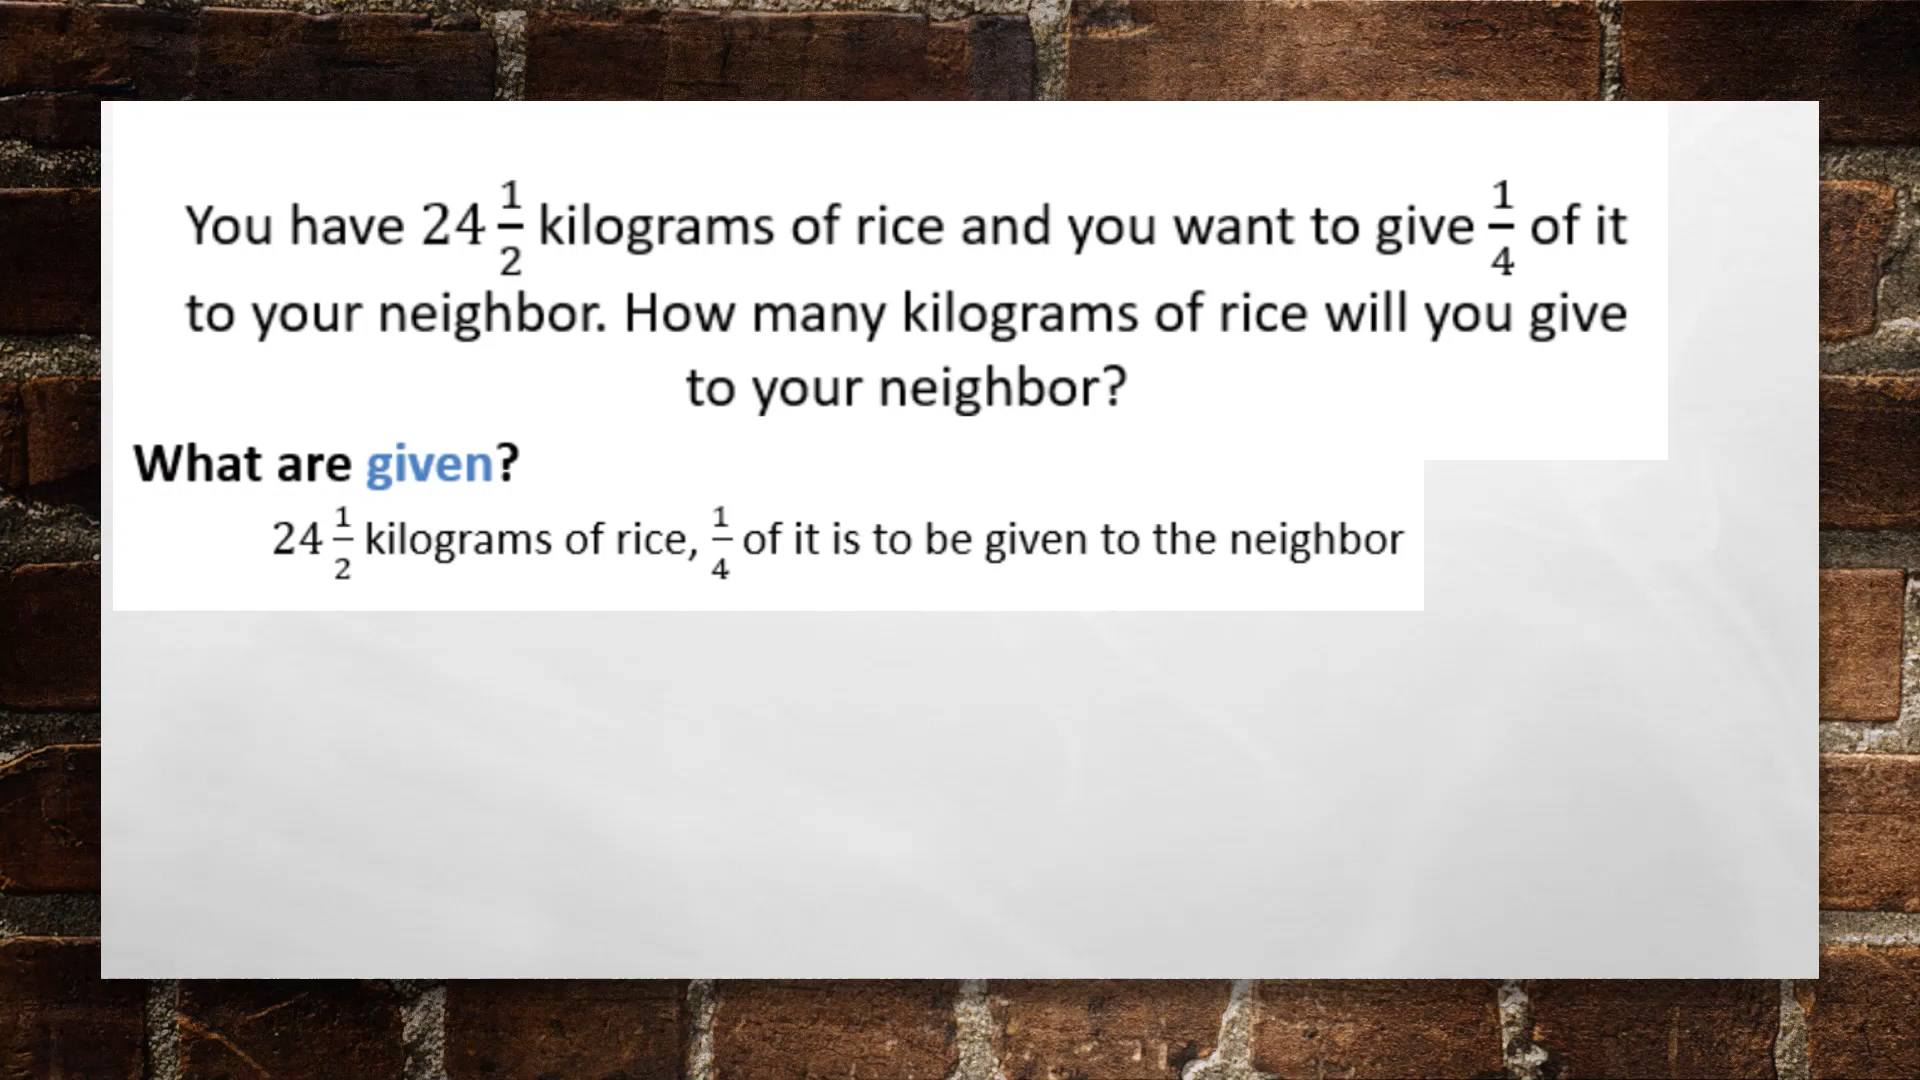 You have 24 1/2 kilograms of rice and you want to give 1/4 of it
to your neighbor. How many kilograms of rice will you give
to your neighbor?
What are given?
24 1/2 kilograms of rice, 1/4 of it is to be given to the neighbor